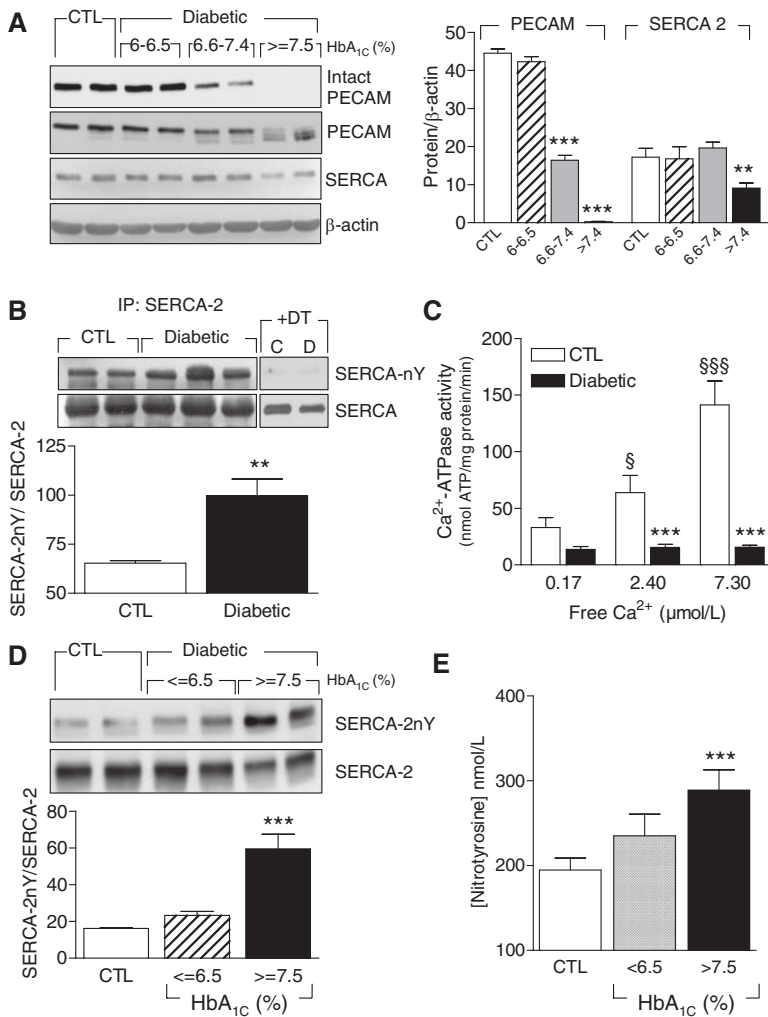 A
CTL Diabetic
6-6.5 6.6-7.4 >=7.5 HbA1C (%)
Intact PECAM
PECAM
SERCA
β-actin
PECAM SERCA 2
Protein/β-actin
50
40
30
20
10
0
*** *** **
CTL 6-6.5 6.6-7.4 >7.4 CTL 6-6.5 6.6-7.4 >7.4
B
IP: SERCA-2
CTL Diabetic +DT
C D
SERCA-nY
SERCA
SERCA-2nY/ SERCA-2
125
100
75
50
**
CTL Diabetic
C
Ca2+-ATPase activity
(nmol ATP/mg protein/min)
200
150
100
50
0
CTL
Diabetic
§ *** §§§ ***
0.17 2.40 7.30
Free Ca2+ (µmol/L)
D
CTL Diabetic
<=6.5 >=7.5 HbA1C (%)
SERCA-2nY
SERCA-2
SERCA-2nY/SERCA-2
80
60
40
20
0
***
CTL <=6.5 >=7.5
HbA1C (%)
E
[Nitrotyrosine] nmol/L
400
300
200
100
***
CTL <6.5 >7.5
HbA1C (%)